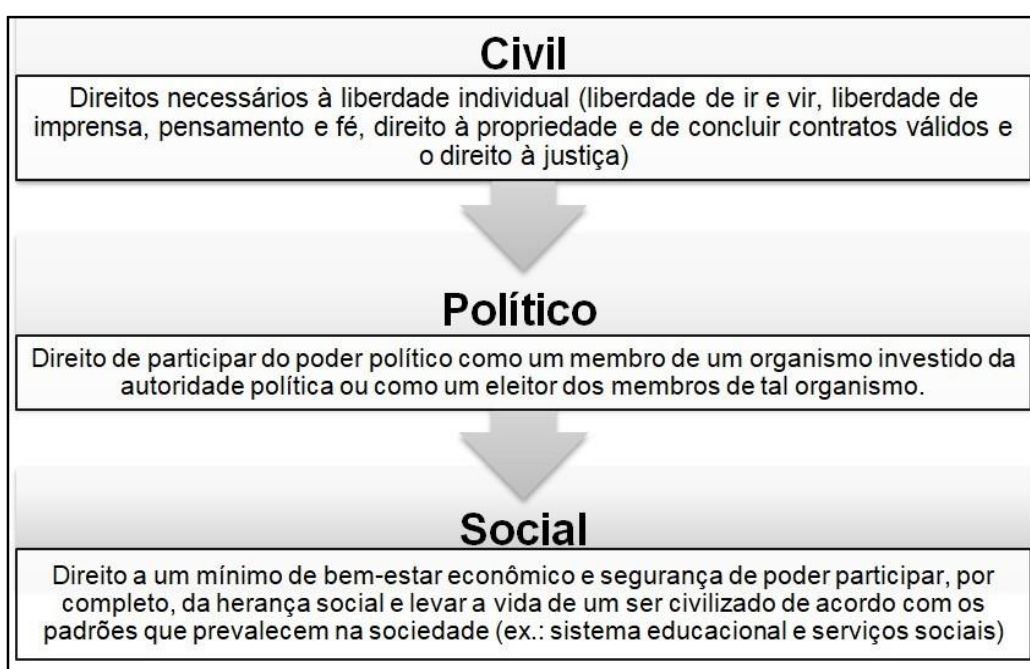 Civil
Direitos necessários à liberdade individual (liberdade de ir e vir, liberdade de
imprensa, pensamento e fé, direito à propriedade e de concluir contratos válidos e
o direito à justiça)
Político
Direito de participar do poder político como um membro de um organismo investido da
autoridade política ou como um eleitor dos membros de tal organismo.
Social
Direito a um mínimo de bem-estar econômico e segurança de poder participar, por
completo, da herança social e levar a vida de um ser civilizado de acordo com os
padrões que prevalecem na sociedade (ex.: sistema educacional e serviços sociais)